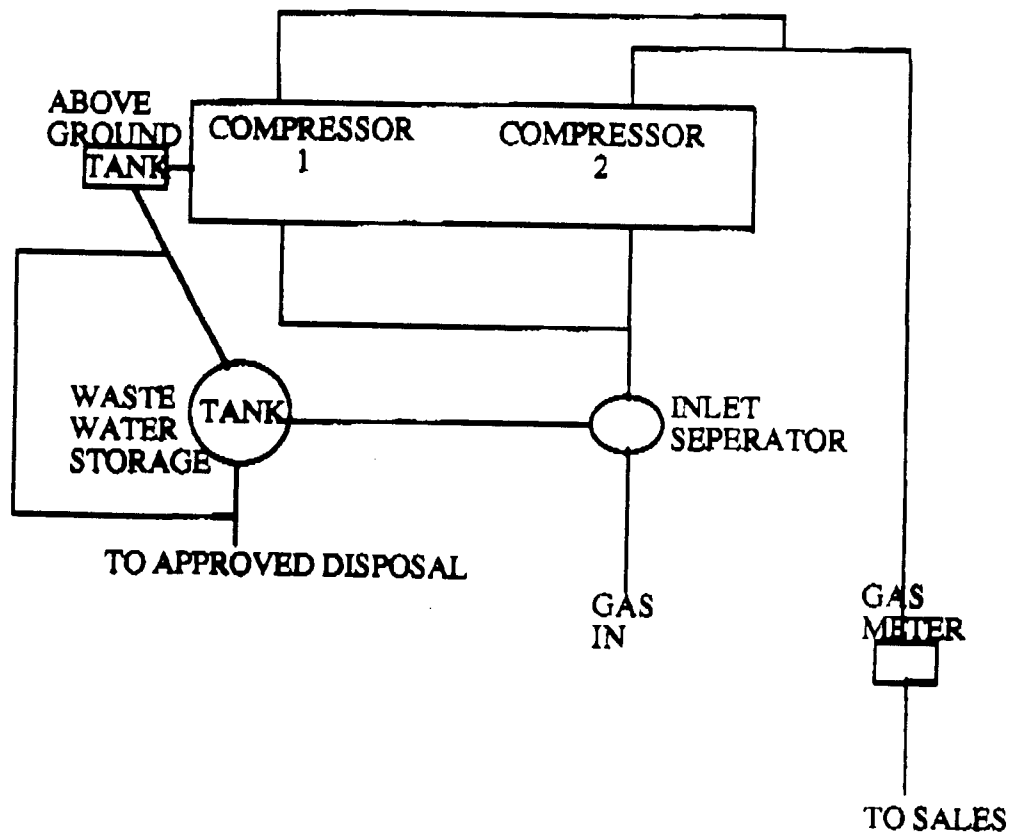 ABOVE
GROUND
TANK
COMPRESSOR
1
COMPRESSOR
2
WASTE
WATER
STORAGE
TANK
INLET
SEPERATOR
TO APPROVED DISPOSAL
GAS
IN
GAS
METER
TO SALES